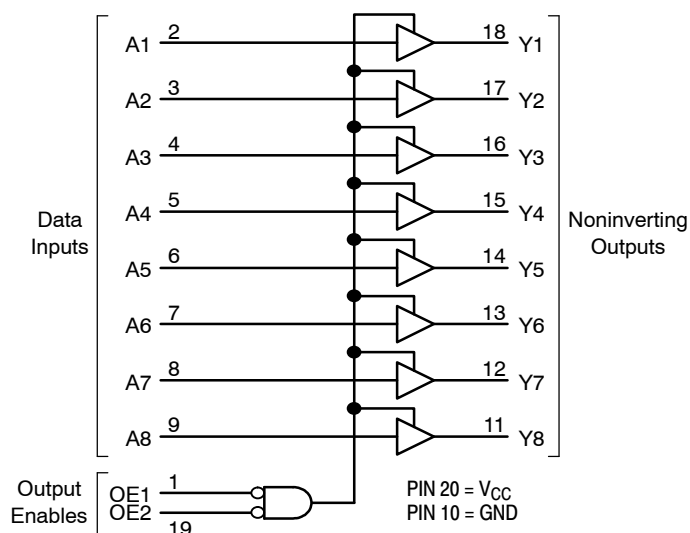 A1 2 18 Y1
A2 3 17 Y2
A3 4 16 Y3
A4 5 15 Y4
Data
Inputs
Noninverting
Outputs
A5 6 14 Y5
A6 7 13 Y6
A7 8 12 Y7
A8 9 11 Y8
Output
Enables
OE1 1
OE2
19
PIN 20 = VCC
PIN 10 = GND